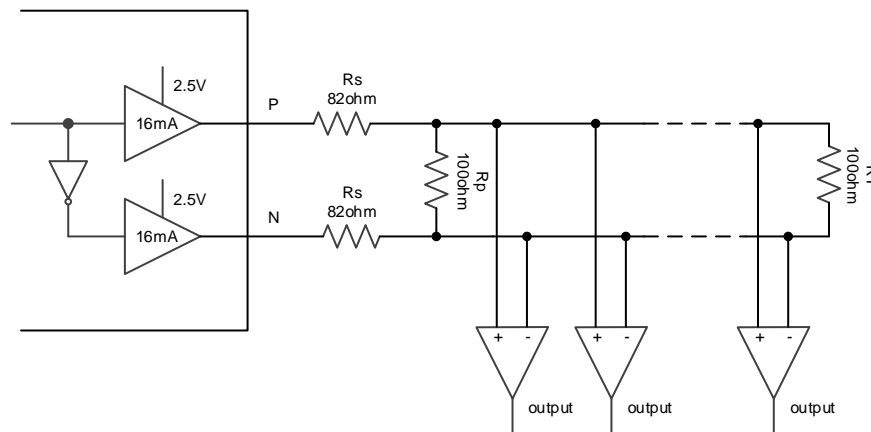 2.5V
16mA
P
Rs
82ohm
Rp
100ohm
2.5V
16mA
N
Rs
82ohm
100ohm
+ -
+ -
+ -
output
output
output